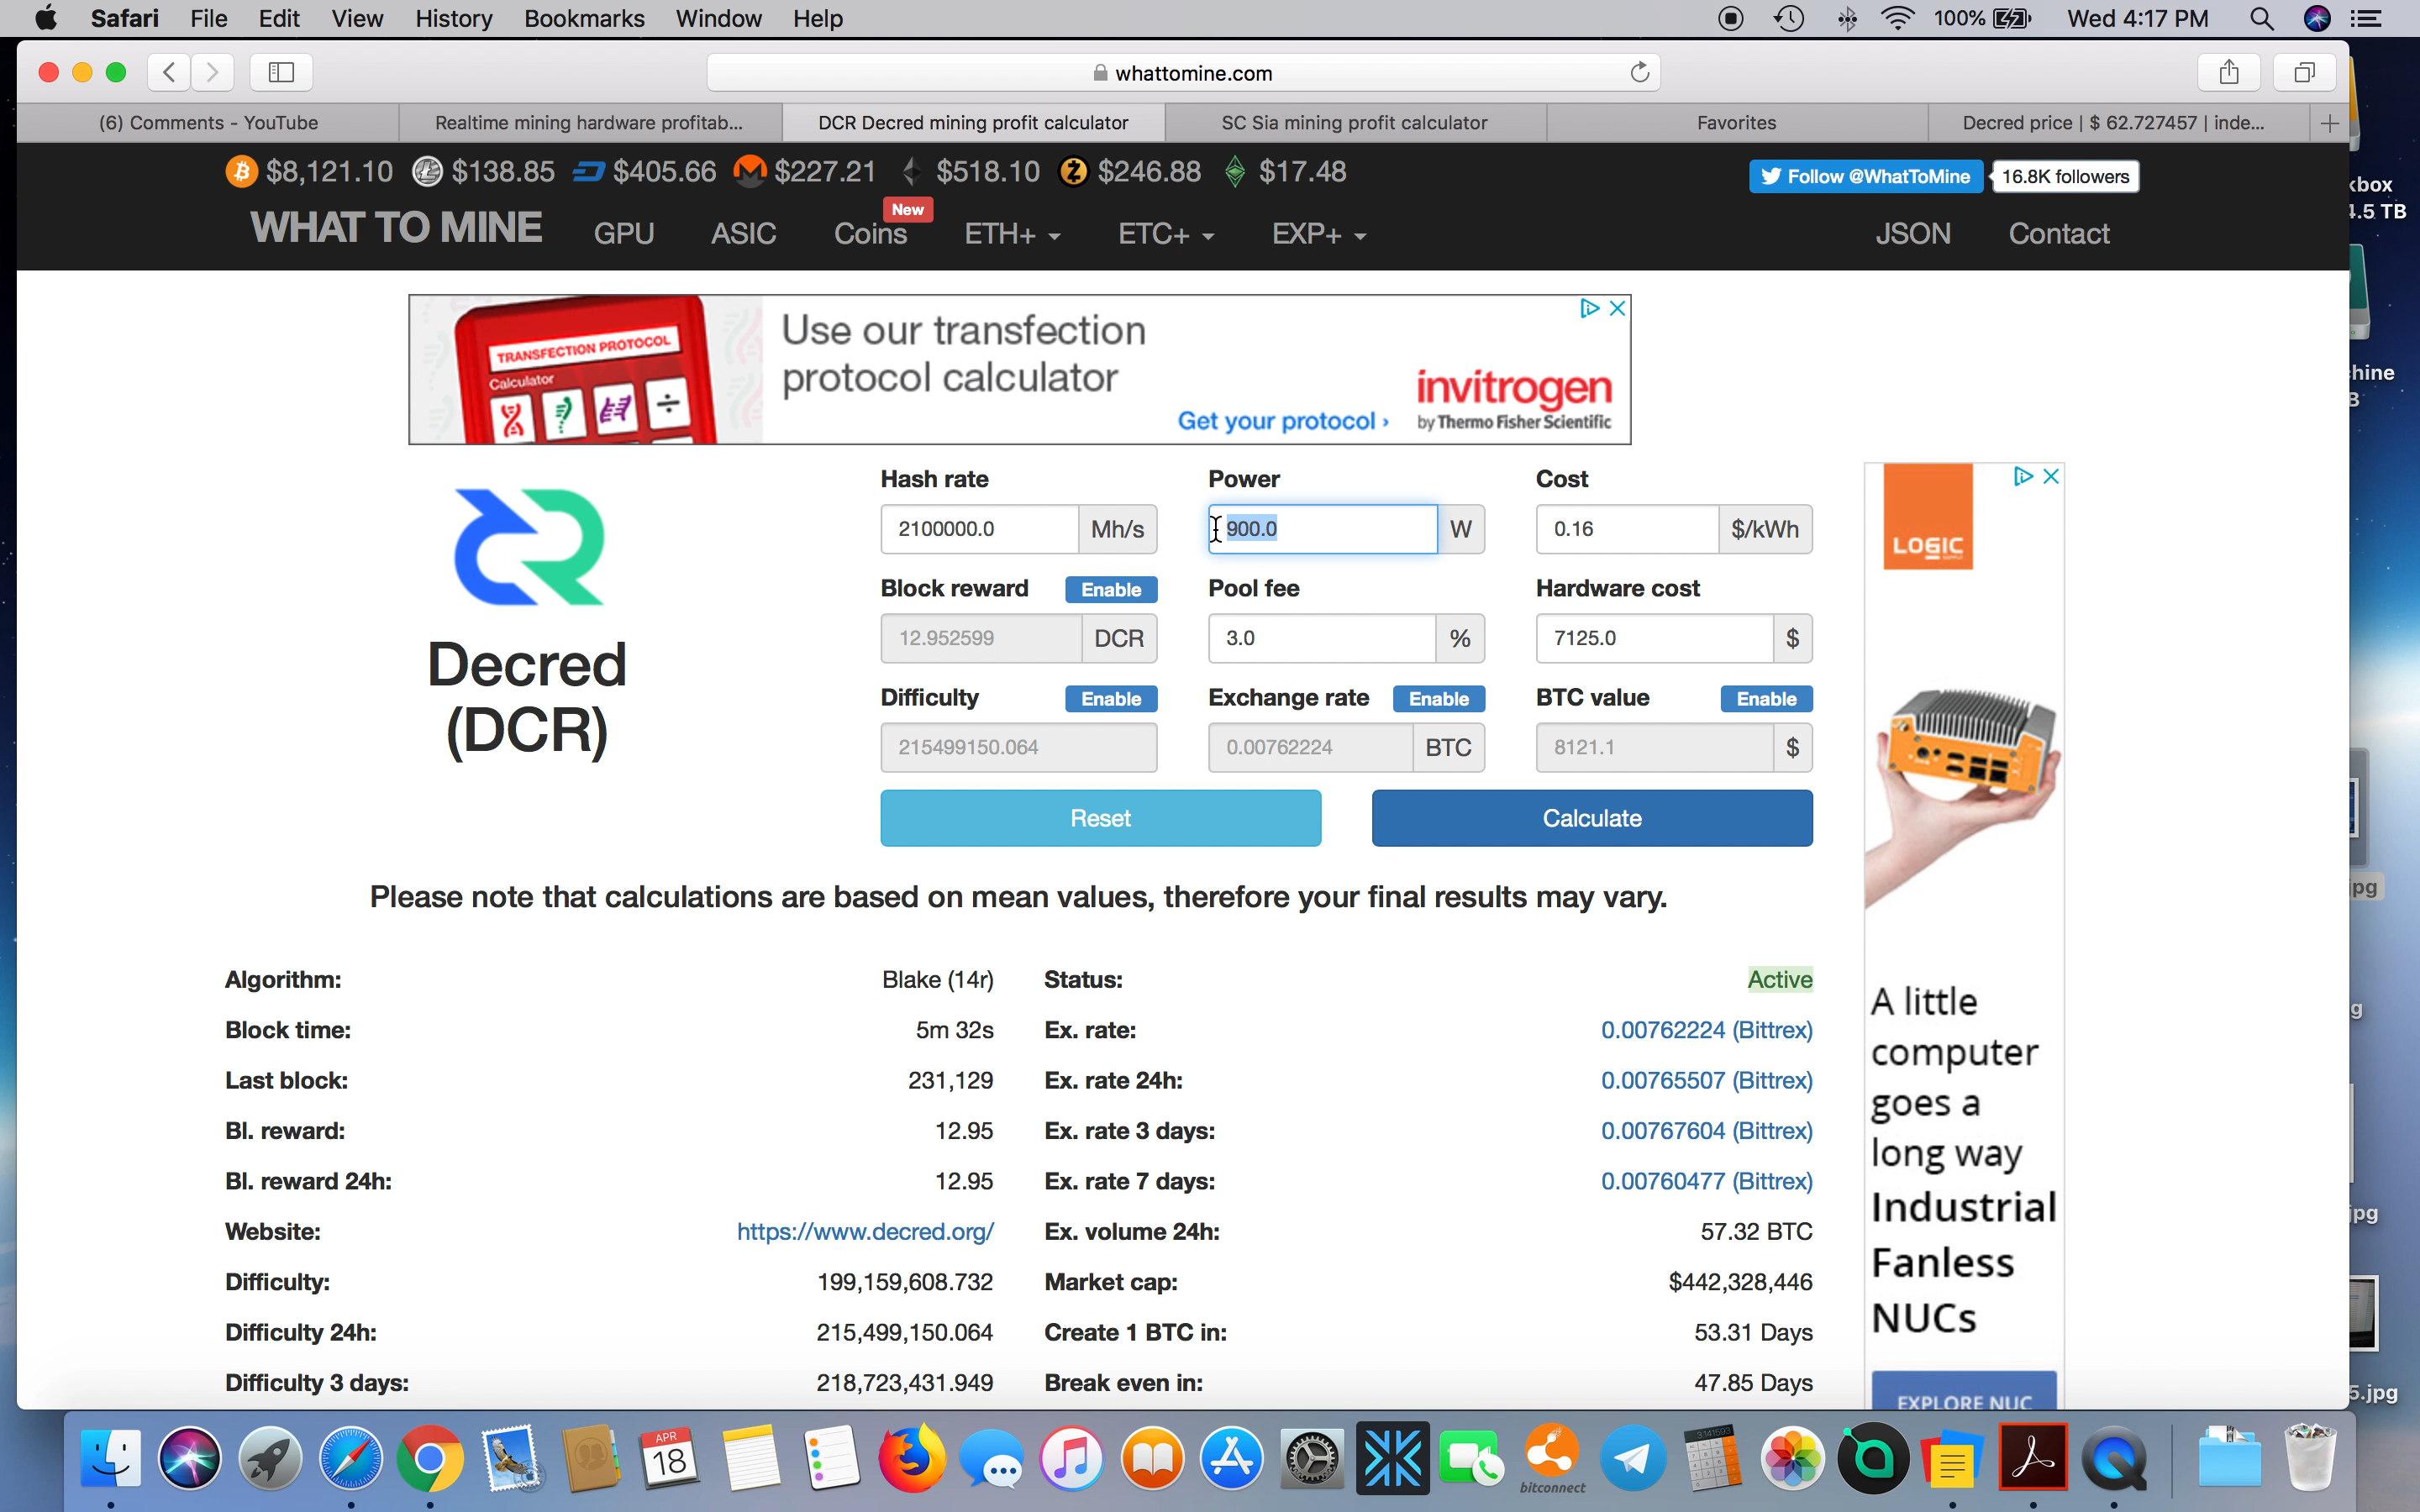 Safari File Edit View History Bookmarks Window Help 100% Wed 4:17 PM
whattomine.com
(6) Comments - YouTube Realtime mining hardware profitab... DCR Decred mining profit calculator SC Sia mining profit calculator Favorites Decred price | $ 62.727457 | inde... +
$8,121.10 $138.85 $405.66 $227.21 $518.10 $246.88 $17.48 Follow @WhatToMine 16.8K followers
New
WHAT TO MINE GPU ASIC Coins ETH+ ETC+ EXP+ JSON Contact
TRANSFECTION PROTOCOL
Calculator
Use our transfection
protocol calculator
Get your protocol ›
invitrogen
by Thermo Fisher Scientific
Decred
(DCR)
Hash rate Power Cost
2100000.0 Mh/s 900.0 W 0.16 $/kWh
Block reward Enable Pool fee Hardware cost
12.952599 DCR 3.0 % 7125.0 $
Difficulty Enable Exchange rate Enable BTC value Enable
215499150.064 0.00762224 BTC 8121.1 $
Reset Calculate
Please note that calculations are based on mean values, therefore your final results may vary.
Algorithm: Blake (14r) Status: Active
Block time: 5m 32s Ex. rate: 0.00762224 (Bittrex)
Last block: 231,129 Ex. rate 24h: 0.00765507 (Bittrex)
Bl. reward: 12.95 Ex. rate 3 days: 0.00767604 (Bittrex)
Bl. reward 24h: 12.95 Ex. rate 7 days: 0.00760477 (Bittrex)
Website: https://www.decred.org/ Ex. volume 24h: 57.32 BTC
Difficulty: 199,159,608.732 Market cap: $442,328,446
Difficulty 24h: 215,499,150.064 Create 1 BTC in: 53.31 Days
Difficulty 3 days: 218,723,431.949 Break even in: 47.85 Days
LOGIC
A little
computer
goes a
long way
Industrial
Fanless
NUCs
EXPLORE NUC
kbox
4.5 TB
hine
jpg
g
jpg
5.jpg
APR
18
3.141593
bitconnect